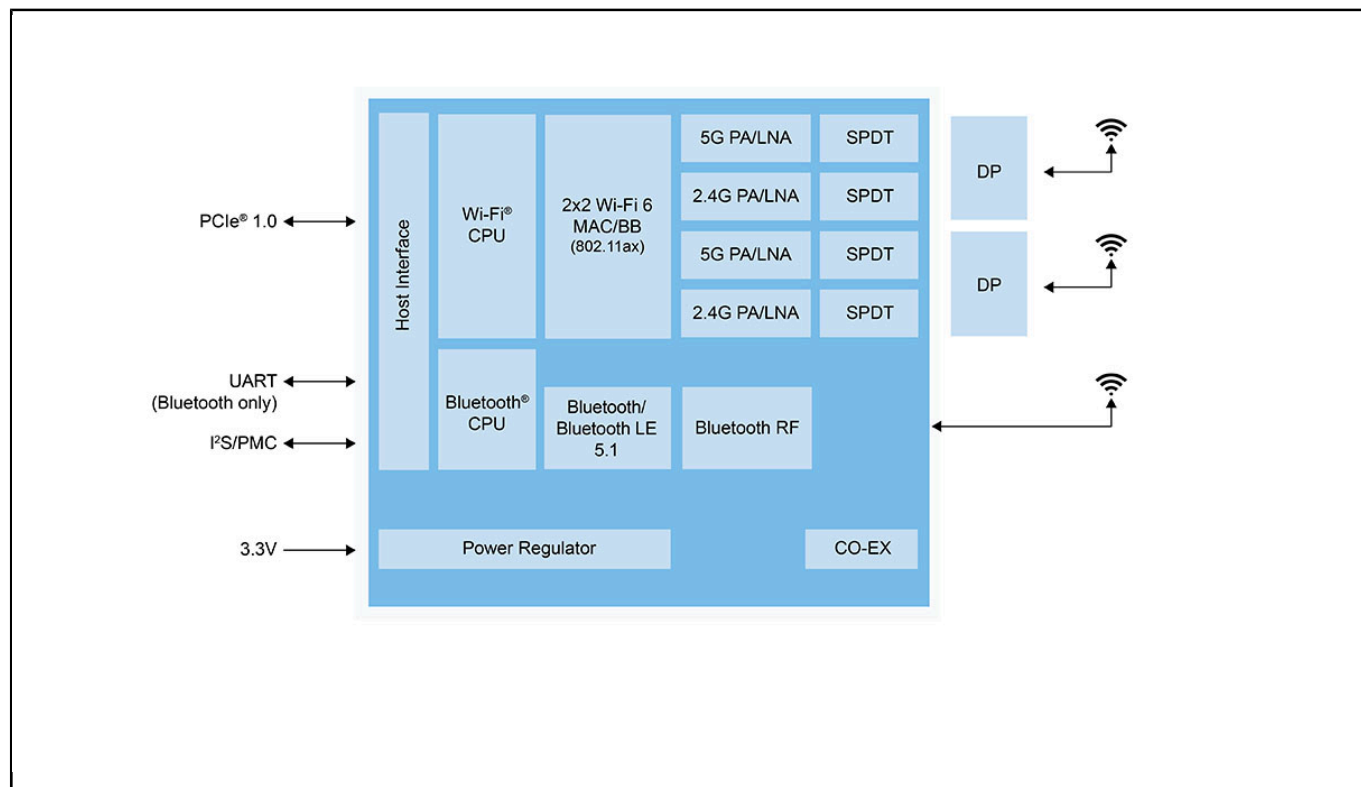 PCIe® 1.0
UART
(Bluetooth only)
I²S/PMC
3.3V
Host Interface
Wi-Fi®
CPU
2x2 Wi-Fi 6
MAC/BB
(802.11ax)
5G PA/LNA
SPDT
2.4G PA/LNA
SPDT
5G PA/LNA
SPDT
2.4G PA/LNA
SPDT
DP
DP
Bluetooth®
CPU
Bluetooth/
Bluetooth LE
5.1
Bluetooth RF
Power Regulator
CO-EX